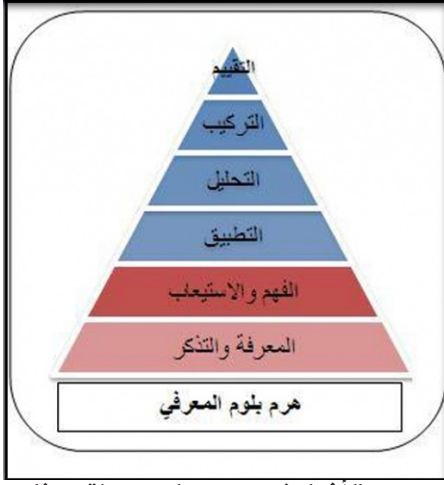 التقييم
التركيب
التحليل
التطبيق
الفهم والاستيعاب
المعرفة والتذكر
هرم بلوم المعرفي